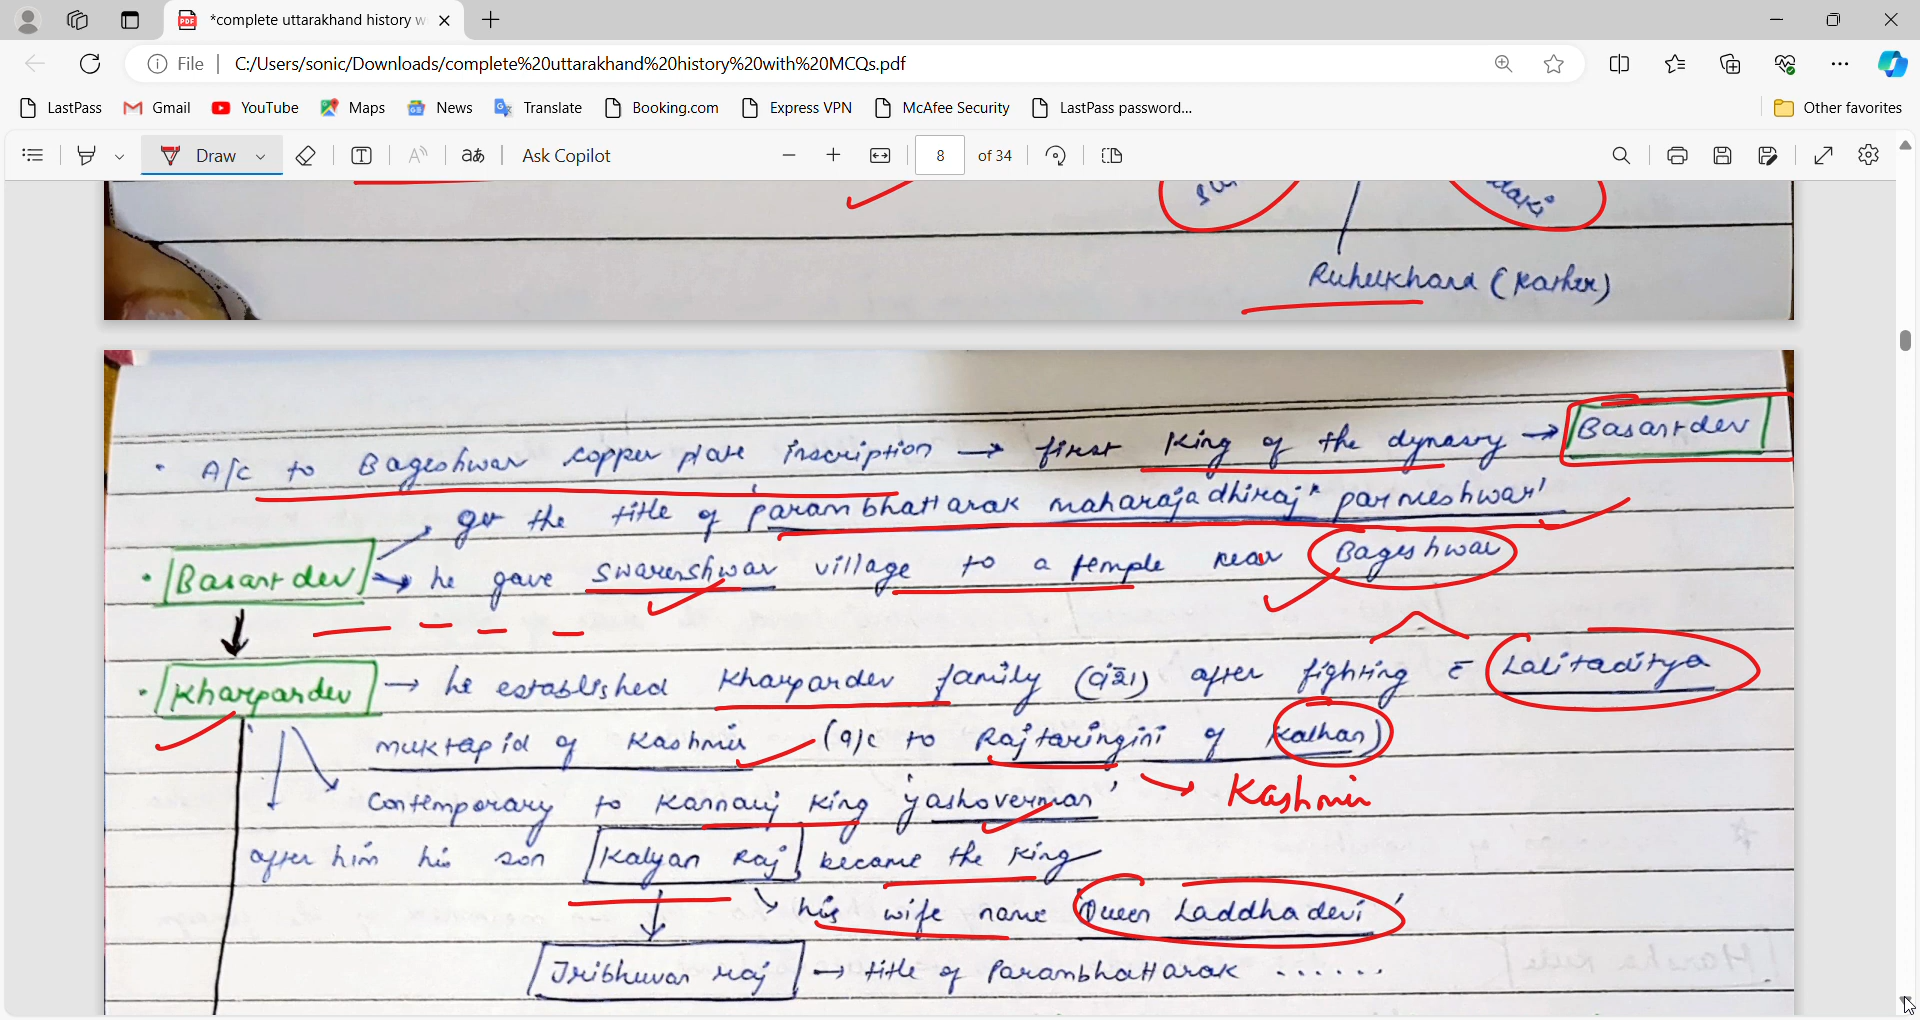 *complete uttarakhand history w
File C:/Users/sonic/Downloads/complete%20uttarakhand%20history%20with%20MCQs.pdf
LastPass Gmail YouTube Maps News Translate Booking.com Express VPN McAfee Security LastPass password... Other favorites
Draw Ask Copilot 8 of 34
daki
Ruhelkhand (Kather)
• A/c to Bageshwar copper plate inscription → first King of the dynasty → Basantdev
get the title of 'parambhattarak maharajadhiraj parmeshwar'
• Basantdev → he gave Swareshwar village to a temple near Bageshwar
• Kharpardev → he established Kharpardev family (वंश) after fighting c̄ Lalitaditya
muktapid of Kashmir (a/c to Rajtaringini of Kalhan)
→ Kashmir
Contemporary to Kannauj King 'Yashoverman'
after him his son Kalyan Raj became the King
his wife name 'Queen Laddhadevi'
Tribhuvan raj → title of Parambhattarak ......